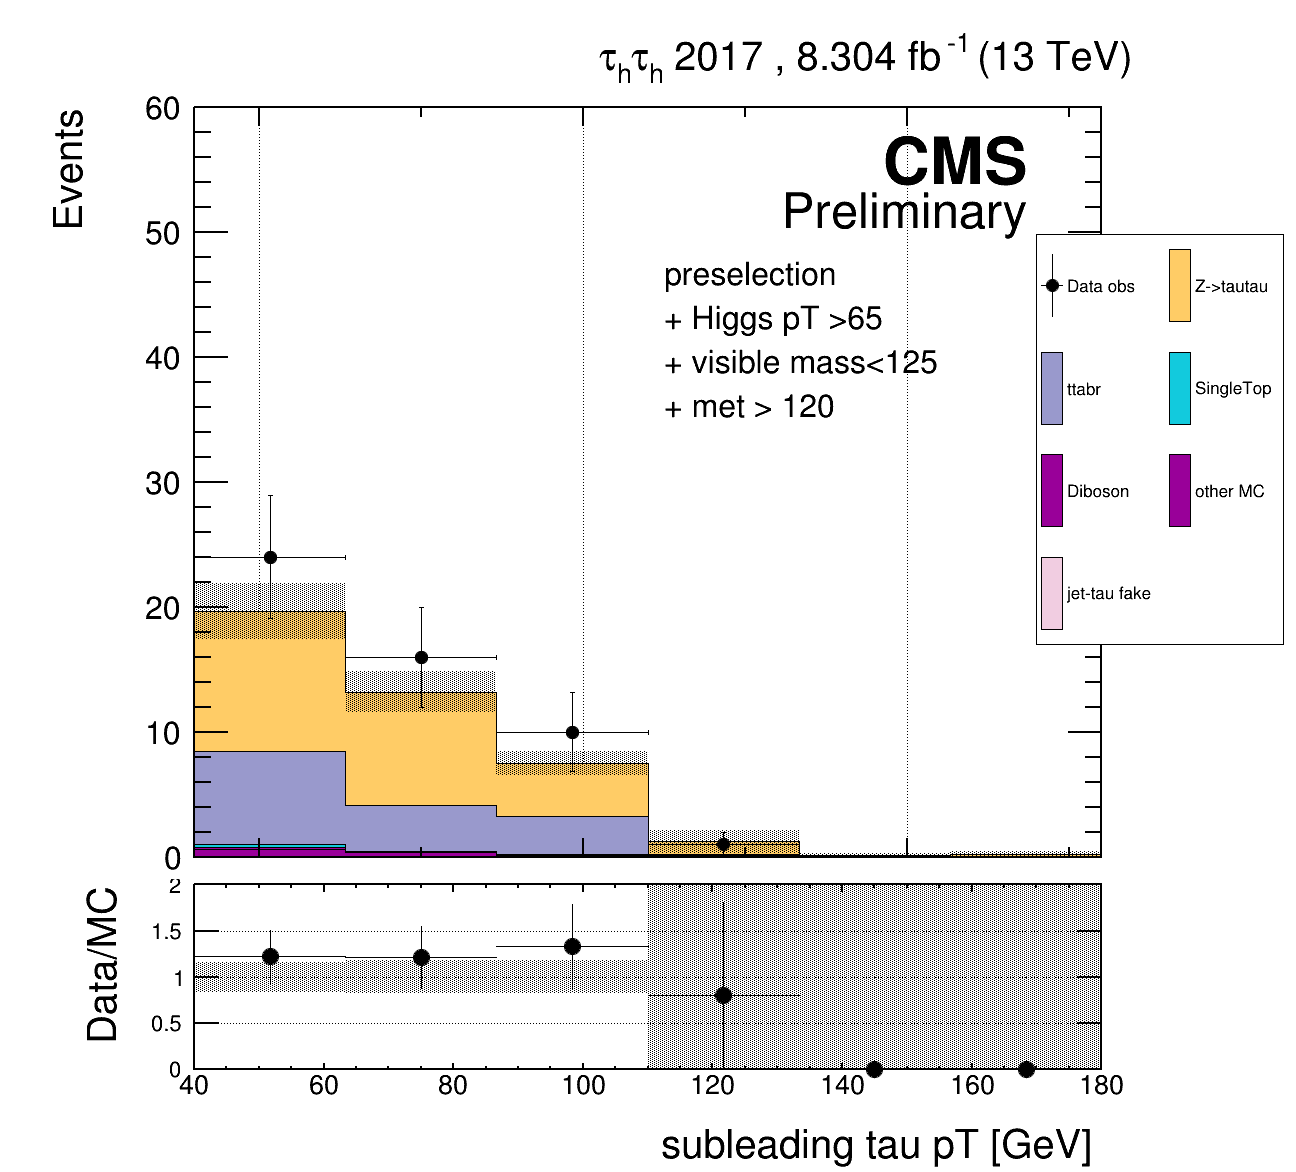 τhτh 2017 , 8.304 fb-1 (13 TeV)
Events
60
50
40
30
20
10
0
CMS
Preliminary
preselection
+ Higgs pT >65
+ visible mass<125
+ met > 120
Data obs
Z->tautau
ttabr
SingleTop
Diboson
other MC
jet-tau fake
Data/MC
2
1.5
1
0.5
0
40 60 80 100 120 140 160 180
subleading tau pT [GeV]